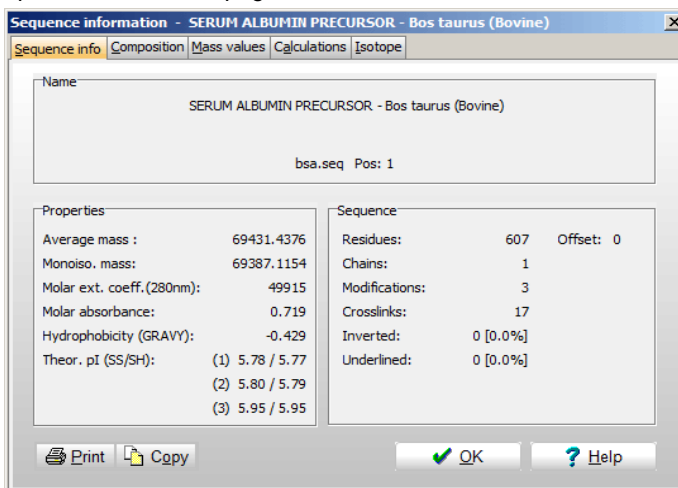 Sequence information - SERUM ALBUMIN PRECURSOR - Bos taurus (Bovine)
Sequence info Composition Mass values Calculations Isotope
Name
SERUM ALBUMIN PRECURSOR - Bos taurus (Bovine)
bsa.seq Pos: 1
Properties
Average mass : 69431.4376
Monoiso. mass: 69387.1154
Molar ext. coeff.(280nm): 49915
Molar absorbance: 0.719
Hydrophobicity (GRAVY): -0.429
Theor. pI (SS/SH): (1) 5.78 / 5.77
(2) 5.80 / 5.79
(3) 5.95 / 5.95
Sequence
Residues: 607 Offset: 0
Chains: 1
Modifications: 3
Crosslinks: 17
Inverted: 0 [0.0%]
Underlined: 0 [0.0%]
Print Copy OK Help